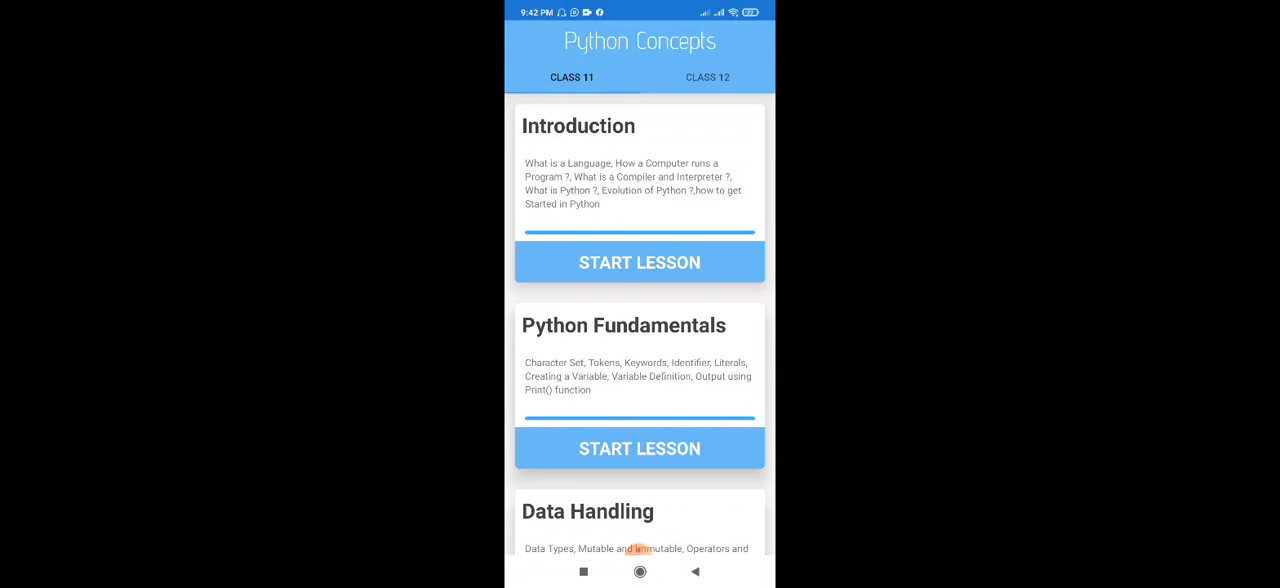 9:42 PM
Python Concepts
CLASS 11
CLASS 12
Introduction
What is a Language, How a Computer runs a
Program ?, What is a Compiler and Interpreter ?,
What is Python ?, Evolution of Python ?,how to get
Started in Python
START LESSON
Python Fundamentals
Character Set, Tokens, Keywords, Identifier, Literals,
Creating a Variable, Variable Definition, Output using
Print() function
START LESSON
Data Handling
Data Types, Mutable and Immutable, Operators and